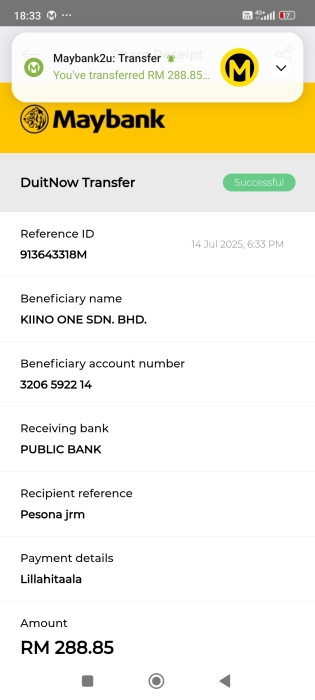 18:33
4G+
17
Maybank2u: Transfer
You've transferred RM 288.85...
Maybank
DuitNow Transfer
Successful
Reference ID
14 Jul 2025, 6:33 PM
913643318M
Beneficiary name
KIINO ONE SDN. BHD.
Beneficiary account number
3206 5922 14
Receiving bank
PUBLIC BANK
Recipient reference
Pesona jrm
Payment details
Lillahitaala
Amount
RM 288.85